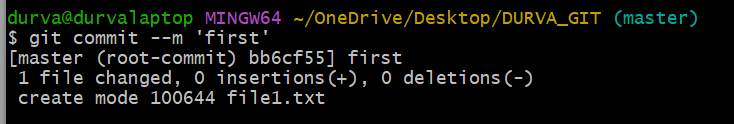 durva@durvalaptop MINGW64 ~/OneDrive/Desktop/DURVA_GIT (master)
$ git commit --m 'first'
[master (root-commit) bb6cf55] first
 1 file changed, 0 insertions(+), 0 deletions(-)
 create mode 100644 file1.txt